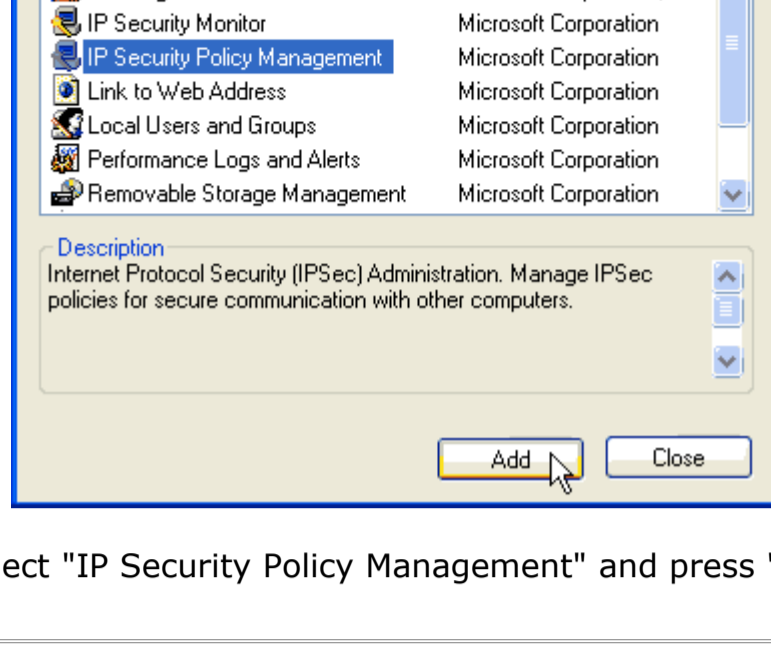 IP Security Monitor Microsoft Corporation
IP Security Policy Management Microsoft Corporation
Link to Web Address Microsoft Corporation
Local Users and Groups Microsoft Corporation
Performance Logs and Alerts Microsoft Corporation
Removable Storage Management Microsoft Corporation
Description
Internet Protocol Security (IPSec) Administration. Manage IPSec
policies for secure communication with other computers.
Add Close
ect "IP Security Policy Management" and press "